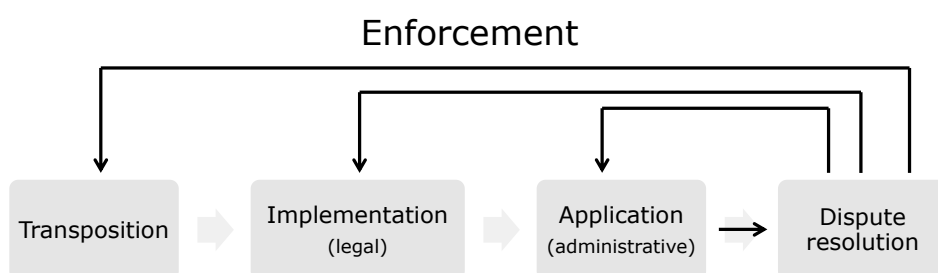 Enforcement
Transposition
Implementation
(legal)
Application
(administrative)
Dispute
resolution